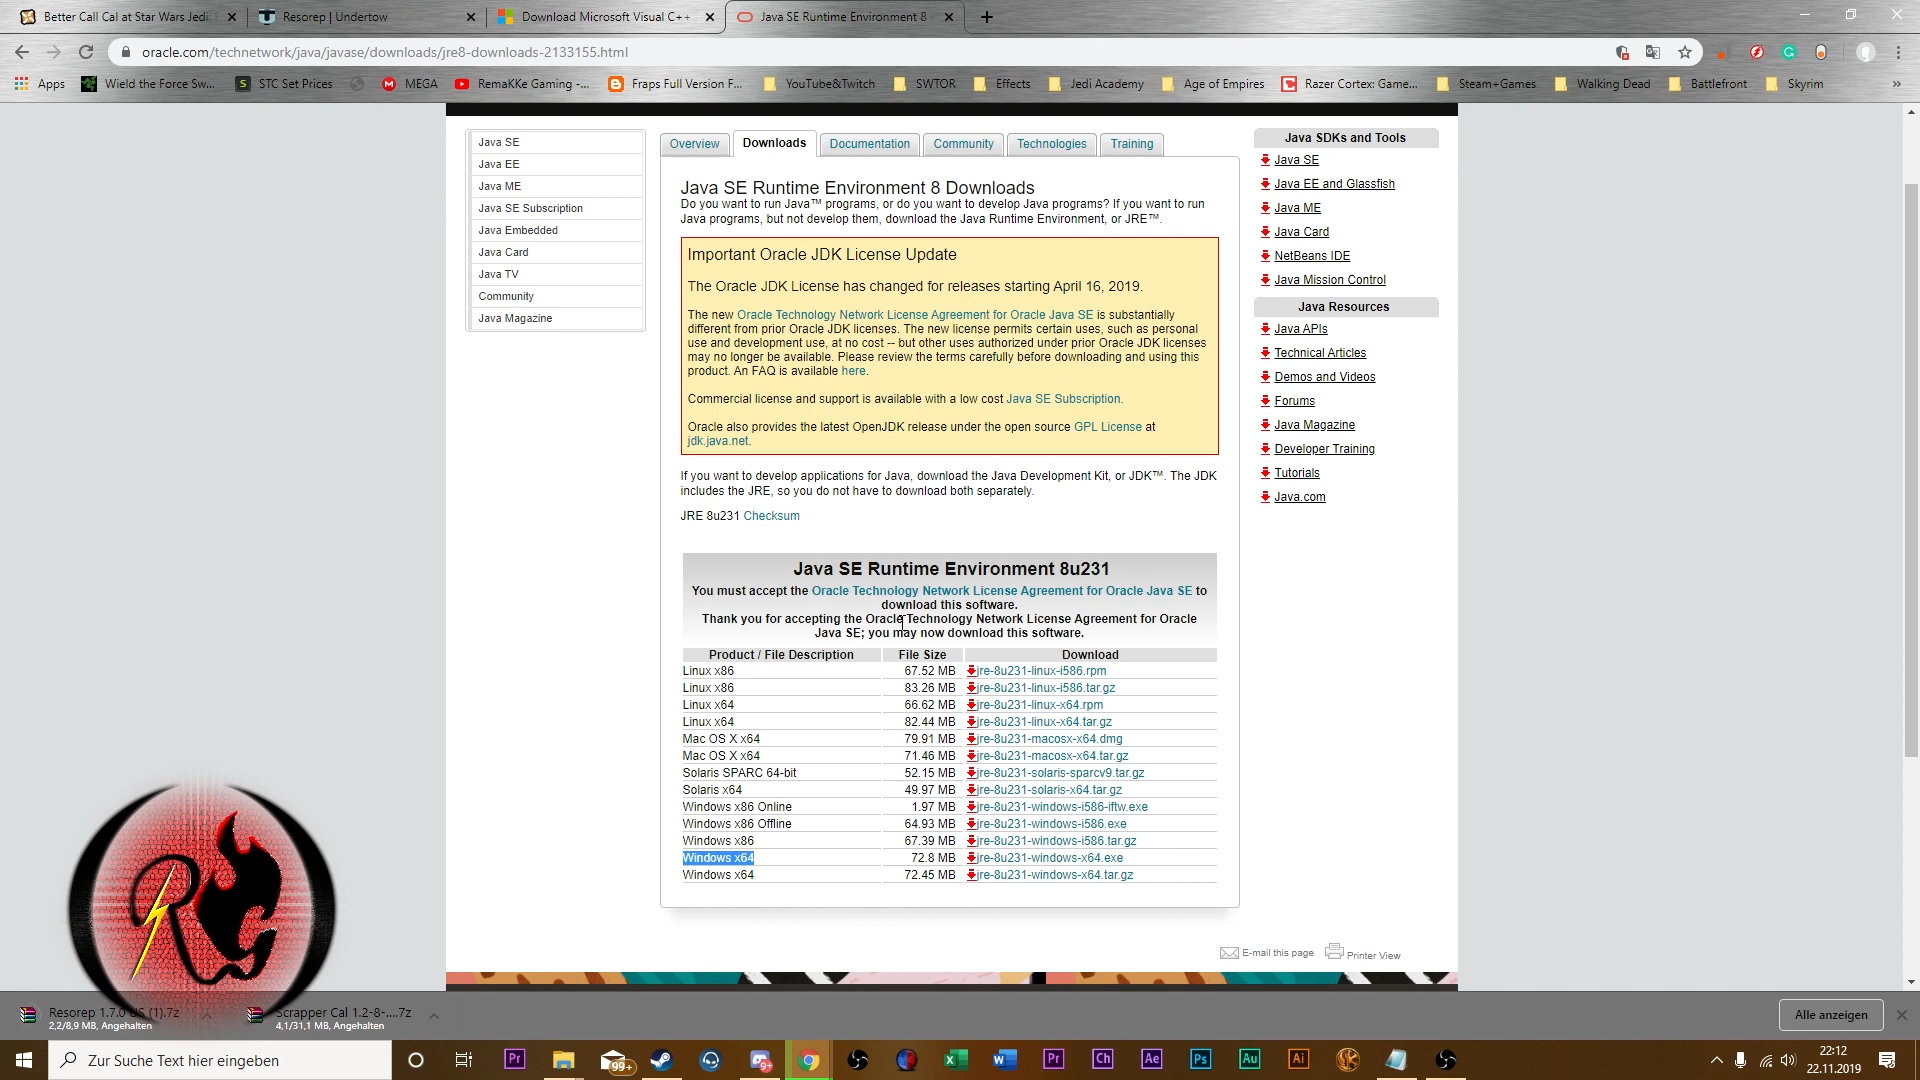 Better Call Cal at Star Wars Jedi:
Resorep | Undertow
Download Microsoft Visual C++
Java SE Runtime Environment 8
oracle.com/technetwork/java/javase/downloads/jre8-downloads-2133155.html
Apps
Wield the Force Sw...
STC Set Prices
MEGA
RemaKKe Gaming -...
Fraps Full Version F...
YouTube&Twitch
SWTOR
Effects
Jedi Academy
Age of Empires
Razer Cortex: Game...
Steam+Games
Walking Dead
Battlefront
Skyrim
»
Java SE
Java EE
Java ME
Java SE Subscription
Java Embedded
Java Card
Java TV
Community
Java Magazine
Overview
Downloads
Documentation
Community
Technologies
Training
Java SE Runtime Environment 8 Downloads
Do you want to run Java™ programs, or do you want to develop Java programs? If you want to run
Java programs, but not develop them, download the Java Runtime Environment, or JRE™.
Important Oracle JDK License Update
The Oracle JDK License has changed for releases starting April 16, 2019.
The new Oracle Technology Network License Agreement for Oracle Java SE is substantially
different from prior Oracle JDK licenses. The new license permits certain uses, such as personal
use and development use, at no cost -- but other uses authorized under prior Oracle JDK licenses
may no longer be available. Please review the terms carefully before downloading and using this
product. An FAQ is available here.
Commercial license and support is available with a low cost Java SE Subscription.
Oracle also provides the latest OpenJDK release under the open source GPL License at
jdk.java.net.
If you want to develop applications for Java, download the Java Development Kit, or JDK™. The JDK
includes the JRE, so you do not have to download both separately.
JRE 8u231 Checksum
Java SE Runtime Environment 8u231
You must accept the Oracle Technology Network License Agreement for Oracle Java SE to
download this software.
Thank you for accepting the Oracle Technology Network License Agreement for Oracle
Java SE; you may now download this software.
Product / File Description File Size Download
Linux x86 67.52 MB jre-8u231-linux-i586.rpm
Linux x86 83.26 MB jre-8u231-linux-i586.tar.gz
Linux x64 66.62 MB jre-8u231-linux-x64.rpm
Linux x64 82.44 MB jre-8u231-linux-x64.tar.gz
Mac OS X x64 79.91 MB jre-8u231-macosx-x64.dmg
Mac OS X x64 71.46 MB jre-8u231-macosx-x64.tar.gz
Solaris SPARC 64-bit 52.15 MB jre-8u231-solaris-sparcv9.tar.gz
Solaris x64 49.97 MB jre-8u231-solaris-x64.tar.gz
Windows x86 Online 1.97 MB jre-8u231-windows-i586-iftw.exe
Windows x86 Offline 64.93 MB jre-8u231-windows-i586.exe
Windows x86 67.39 MB jre-8u231-windows-i586.tar.gz
Windows x64 72.8 MB jre-8u231-windows-x64.exe
Windows x64 72.45 MB jre-8u231-windows-x64.tar.gz
E-mail this page
Printer View
Java SDKs and Tools
Java SE
Java EE and Glassfish
Java ME
Java Card
NetBeans IDE
Java Mission Control
Java Resources
Java APIs
Technical Articles
Demos and Videos
Forums
Java Magazine
Developer Training
Tutorials
Java.com
Resorep 1.7.0 US (1).7z
2,2/8,9 MB, Angehalten
Scrapper Cal 1.2-8-....7z
4,1/31,1 MB, Angehalten
Alle anzeigen
Zur Suche Text hier eingeben
Pr
99+
9+
Pr
Ch
Ae
Ps
Au
Ai
22:12
22.11.2019